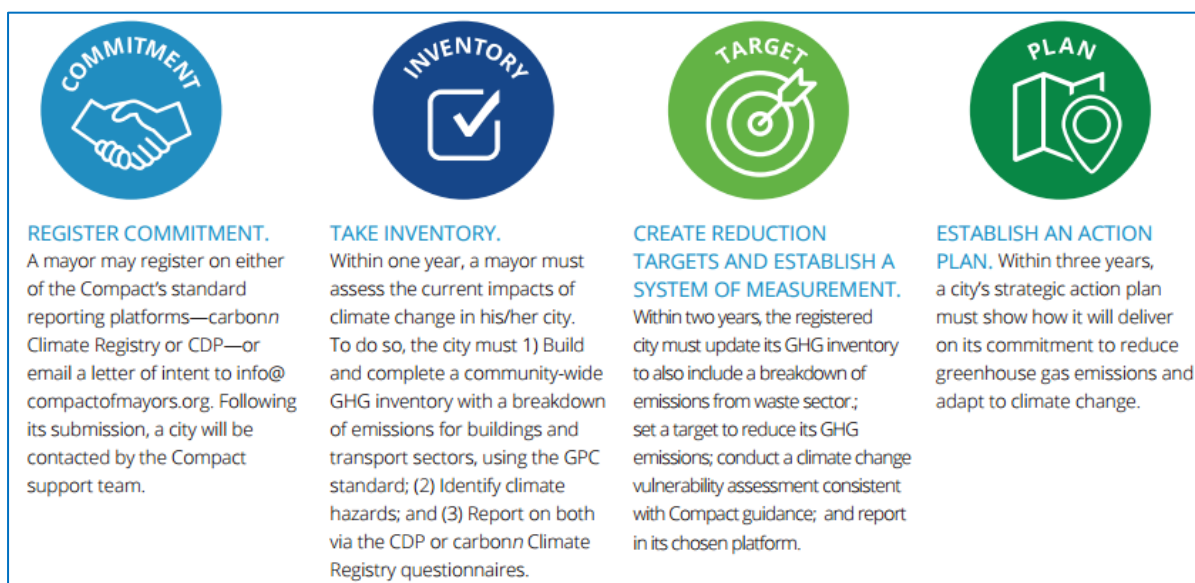 COMMITMENT
REGISTER COMMITMENT.
A mayor may register on either
of the Compact's standard
reporting platforms—carbonn
Climate Registry or CDP—or
email a letter of intent to info@
compactofmayors.org. Following
its submission, a city will be
contacted by the Compact
support team.
INVENTORY
TAKE INVENTORY.
Within one year, a mayor must
assess the current impacts of
climate change in his/her city.
To do so, the city must 1) Build
and complete a community-wide
GHG inventory with a breakdown
of emissions for buildings and
transport sectors, using the GPC
standard; (2) Identify climate
hazards; and (3) Report on both
via the CDP or carbonn Climate
Registry questionnaires.
TARGET
CREATE REDUCTION
TARGETS AND ESTABLISH A
SYSTEM OF MEASUREMENT.
Within two years, the registered
city must update its GHG inventory
to also include a breakdown of
emissions from waste sector.;
set a target to reduce its GHG
emissions; conduct a climate change
vulnerability assessment consistent
with Compact guidance; and report
in its chosen platform.
PLAN
ESTABLISH AN ACTION
PLAN. Within three years,
a city's strategic action plan
must show how it will deliver
on its commitment to reduce
greenhouse gas emissions and
adapt to climate change.